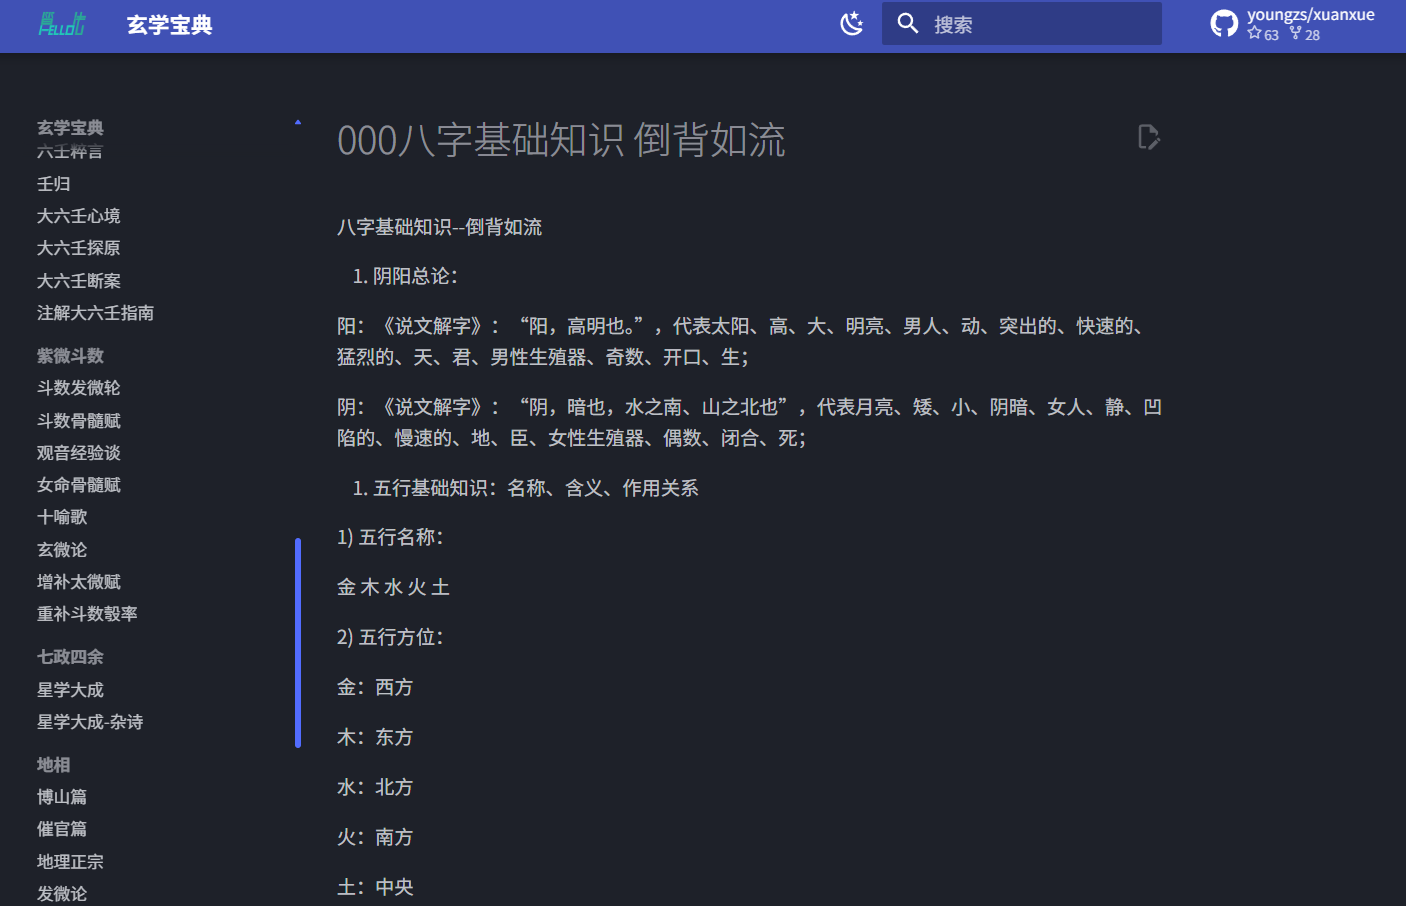 玄学宝典
搜索
youngzs/xuanxue
63 28
玄学宝典
六壬粹言
壬归
大六壬心境
大六壬探原
大六壬断案
注解大六壬指南
紫微斗数
斗数发微轮
斗数骨髓赋
观音经验谈
女命骨髓赋
十喻歌
玄微论
增补太微赋
重补斗数彀率
七政四余
星学大成
星学大成-杂诗
地相
博山篇
催官篇
地理正宗
发微论
000八字基础知识 倒背如流
八字基础知识--倒背如流
1. 阴阳总论：
阳：《说文解字》：“阳，高明也。”，代表太阳、高、大、明亮、男人、动、突出的、快速的、
猛烈的、天、君、男性生殖器、奇数、开口、生；
阴：《说文解字》：“阴，暗也，水之南、山之北也”，代表月亮、矮、小、阴暗、女人、静、凹
陷的、慢速的、地、臣、女性生殖器、偶数、闭合、死；
1. 五行基础知识：名称、含义、作用关系
1) 五行名称：
金 木 水 火 土
2) 五行方位：
金：西方
木：东方
水：北方
火：南方
土：中央